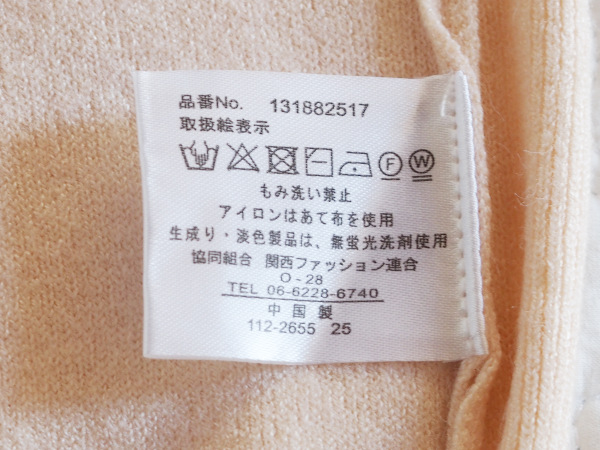 品番No. 131882517
取扱絵表示
F W
もみ洗い禁止
アイロンはあて布を使用
生成り・淡色製品は、無蛍光洗剤使用
協同組合 関西ファッション連合
O-28
TEL 06-6228-6740
中国製
112-2655 25